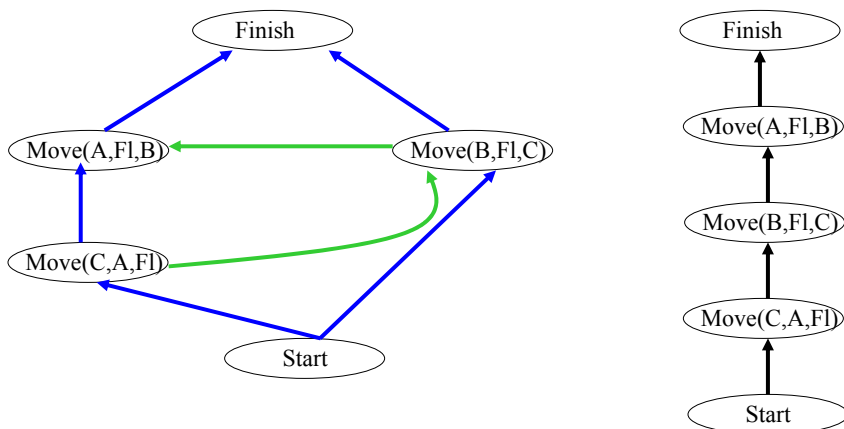 Finish
Move(A,Fl,B)
Move(B,Fl,C)
Move(C,A,Fl)
Start
Finish
Move(A,Fl,B)
Move(B,Fl,C)
Move(C,A,Fl)
Start